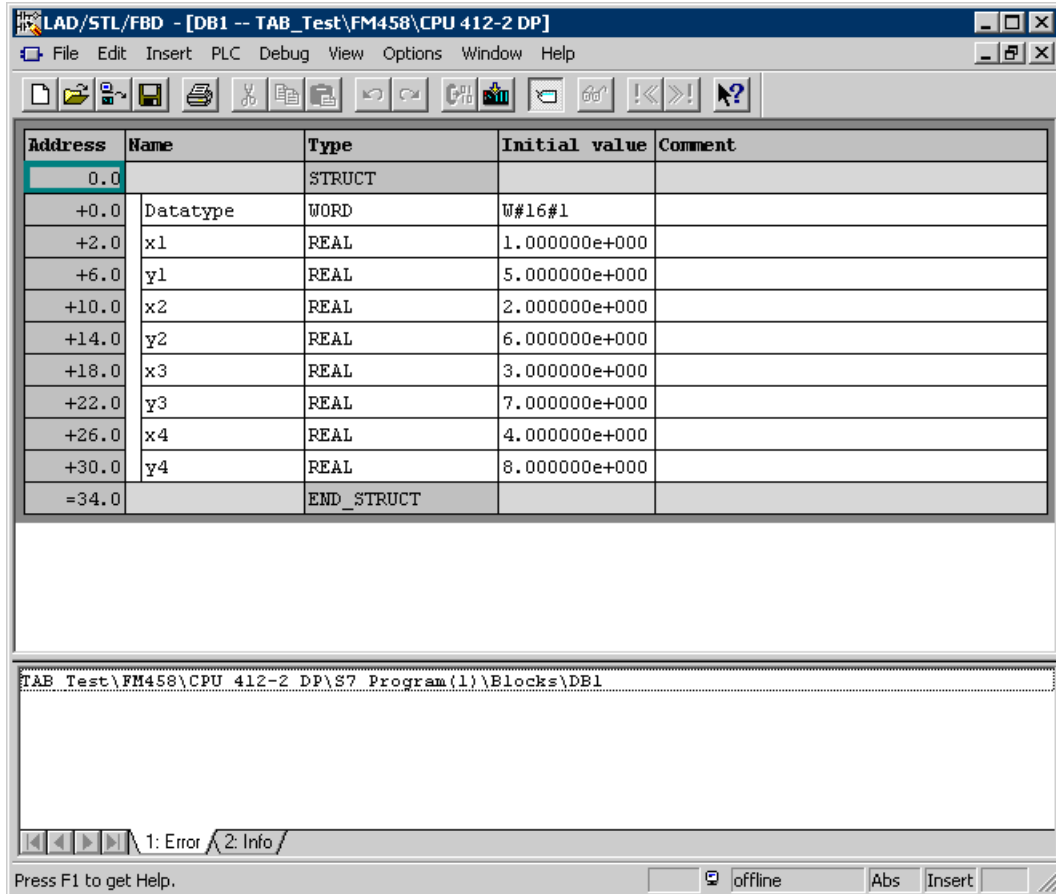 LAD/STL/FBD - [DB1 -- TAB_Test\FM458\CPU 412-2 DP]
File Edit Insert PLC Debug View Options Window Help
Address Name Type Initial value Comment
0.0 STRUCT
+0.0 Datatype WORD W#16#1
+2.0 x1 REAL 1.000000e+000
+6.0 y1 REAL 5.000000e+000
+10.0 x2 REAL 2.000000e+000
+14.0 y2 REAL 6.000000e+000
+18.0 x3 REAL 3.000000e+000
+22.0 y3 REAL 7.000000e+000
+26.0 x4 REAL 4.000000e+000
+30.0 y4 REAL 8.000000e+000
=34.0 END_STRUCT
TAB_Test\FM458\CPU 412-2 DP\S7 Program(1)\Blocks\DB1
1: Error 2: Info
Press F1 to get Help. offline Abs Insert